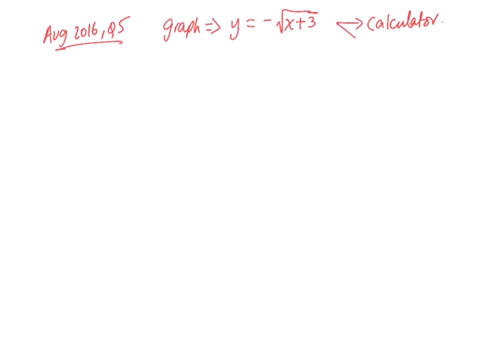 Aug 2016, Q5 graph ⇒ y = -√(x+3) → calculator.